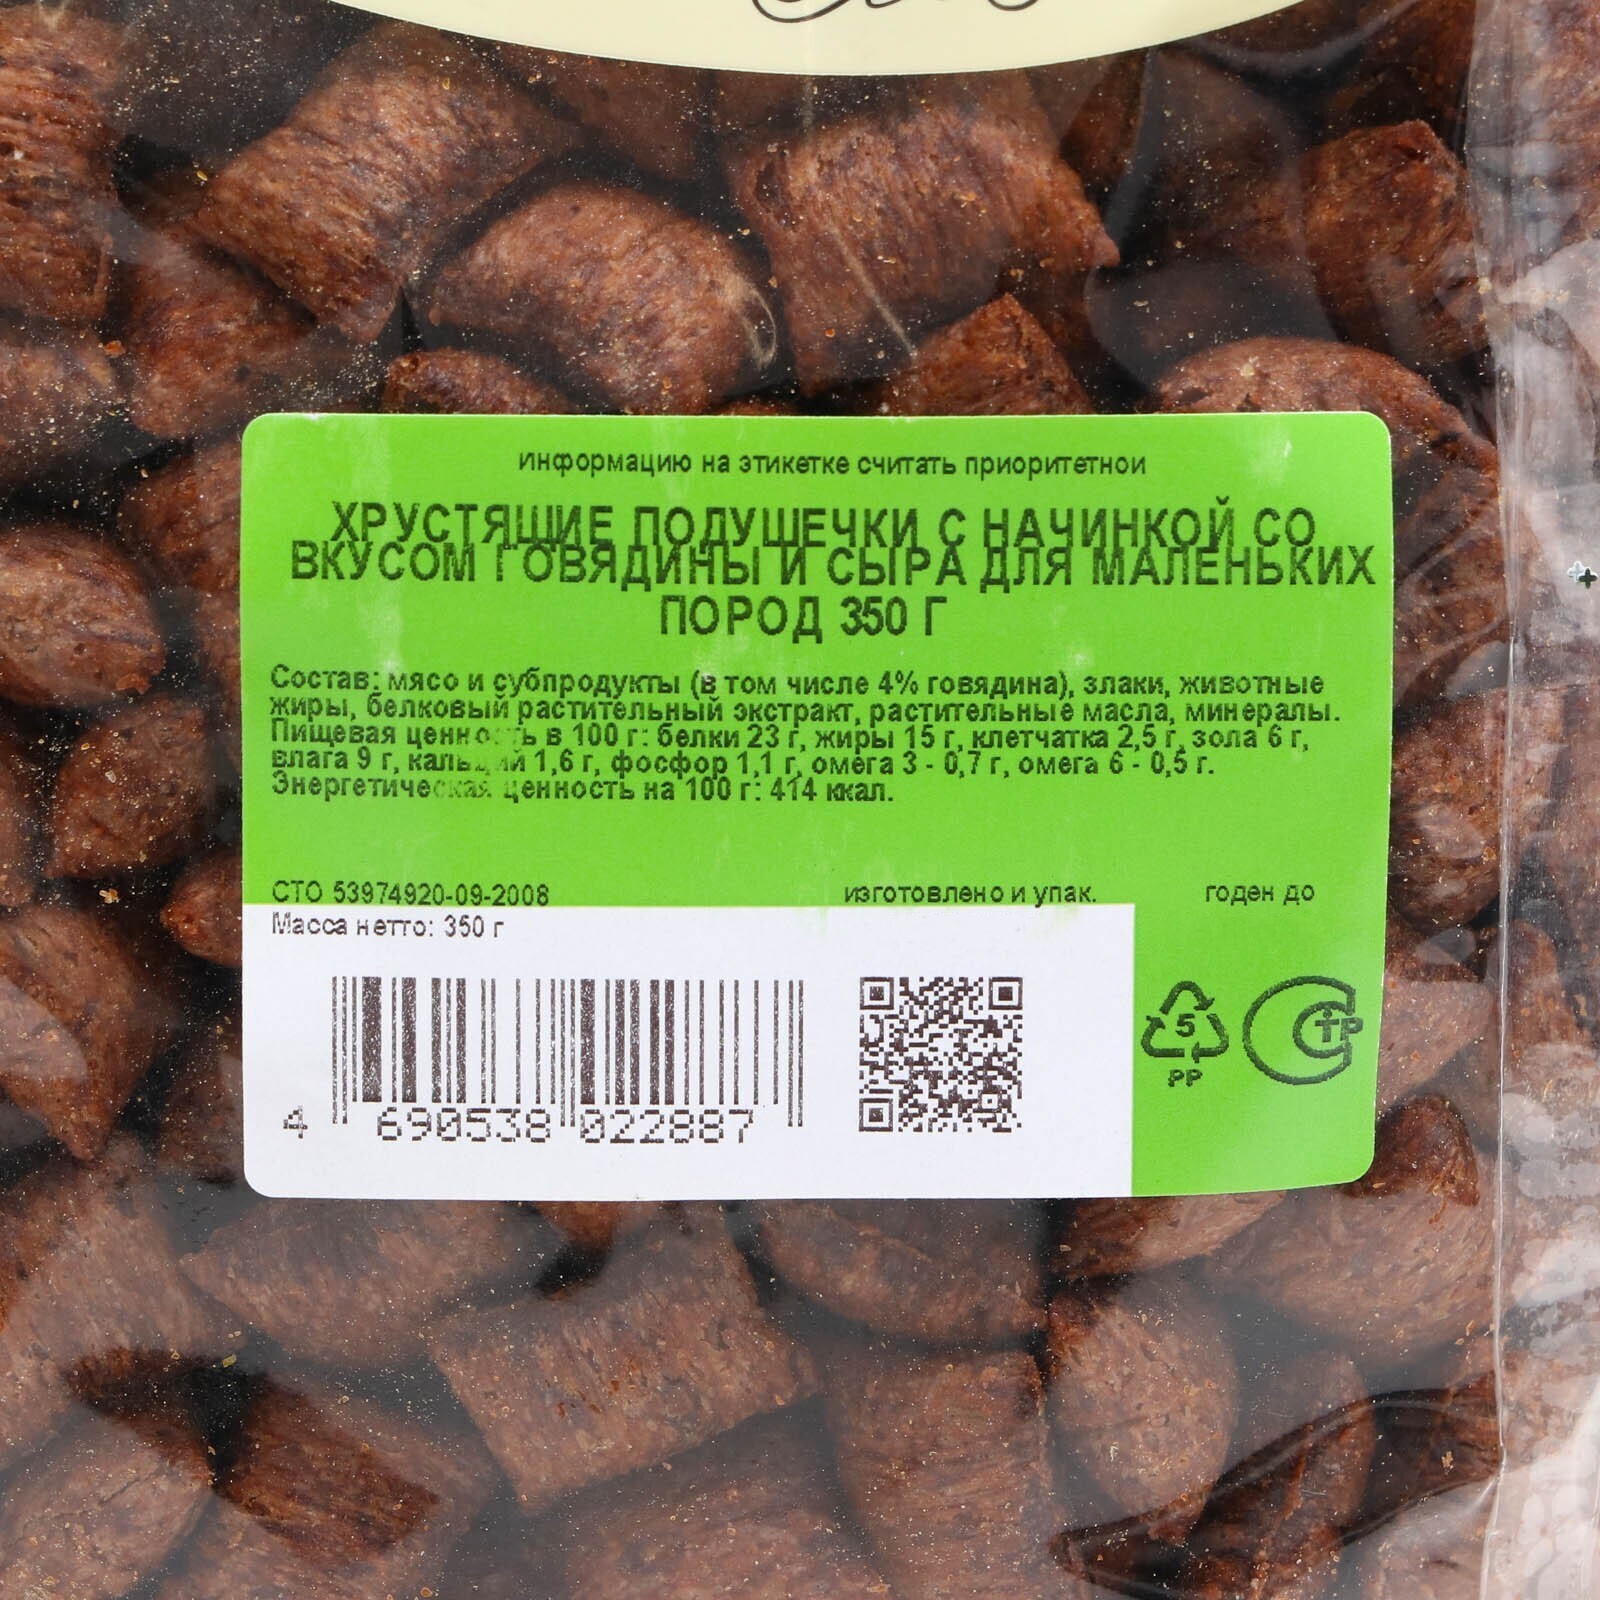 информацию на этикетке считать приоритетной
ХРУСТЯЩИЕ ПОДУШЕЧКИ С НАЧИНКОЙ СО
ВКУСОМ ГОВЯДИНЫ И СЫРА ДЛЯ МАЛЕНЬКИХ
ПОРОД 350 Г
Состав: мясо и субпродукты (в том числе 4% говядина), злаки, животные
жиры, белковый растительный экстракт, растительные масла, минералы.
Пищевая ценность в 100 г: белки 23 г, жиры 15 г, клетчатка 2,5 г, зола 6 г,
влага 9 г, кальций 1,6 г, фосфор 1,1 г, омега 3 - 0,7 г, омега 6 - 0,5 г.
Энергетическая ценность на 100 г: 414 ккал.
СТО 53974920-09-2008 изготовлено и упак. годен до
Масса нетто: 350 г
5
PP
СТР
4 690538 022887